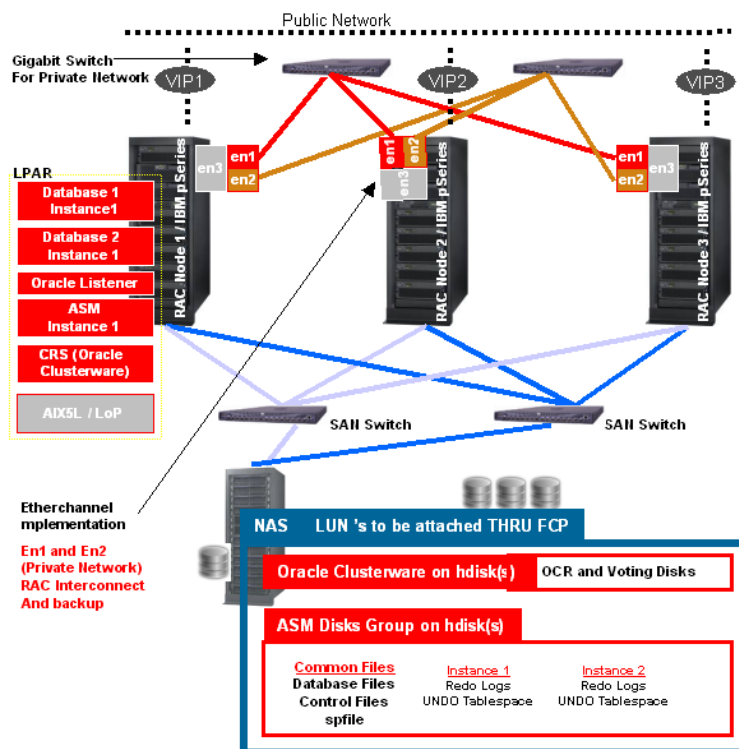 Public Network
Gigabit Switch
For Private Network
VIP1
VIP2
VIP3
en1
en2
en3
en1
en2
en3
en1
en2
en3
RAC Node 1 / IBM pSeries
RAC Node 2 / IBM pSeries
RAC Node 3 / IBM pSeries
LPAR
Database 1
Instance1
Database 2
Instance 1
Oracle Listener
ASM
Instance 1
CRS (Oracle
Clusterware)
AIX5L / LoP
SAN Switch
SAN Switch
Etherchannel
mplementation
En1 and En2
(Private Network)
RAC Interconnect
And backup
NAS LUN 's to be attached THRU FCP
Oracle Clusterware on hdisk(s)
OCR and Voting Disks
ASM Disks Group on hdisk(s)
Common Files
Database Files
Control Files
spfile
Instance 1
Redo Logs
UNDO Tablespace
Instance 2
Redo Logs
UNDO Tablespace